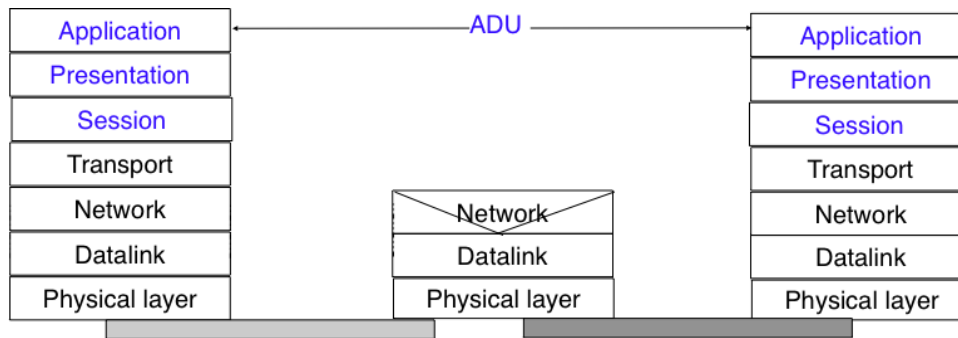 Application
Presentation
Session
Transport
Network
Datalink
Physical layer
ADU
Network
Datalink
Physical layer
Application
Presentation
Session
Transport
Network
Datalink
Physical layer